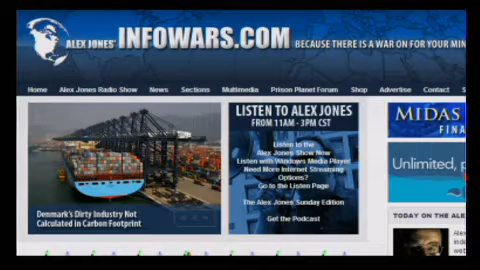 ALEX JONES' INFOWARS.COM BECAUSE THERE IS A WAR ON FOR YOUR MIN
Home Alex Jones Radio Show News Sections Multimedia Prison Planet Forum Shop Advertise Contact S
LISTEN TO ALEX JONES
FROM 11AM - 3PM CST
Listen to the
Alex Jones Show Now
Listen with Windows Media Player
Need More Internet Streaming
Options?
Go to the Listen Page
The Alex Jones Sunday Edition
Get the Podcast
Denmark's Dirty Industry Not
Calculated in Carbon Footprint
MIDAS
FINA
Unlimited, p
TODAY ON THE ALE
Alex
inde
web